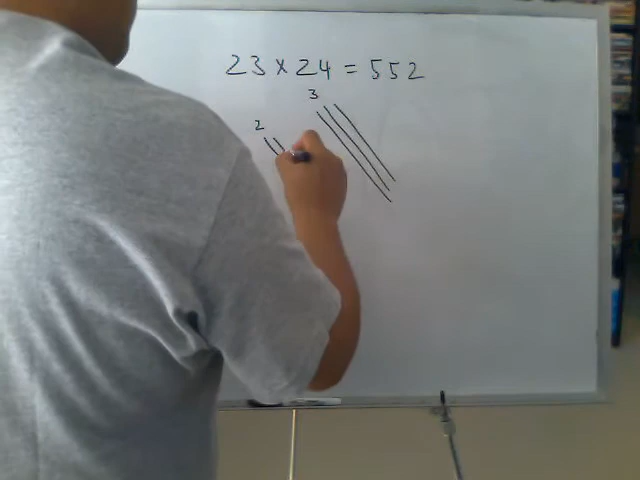 23 × 24 = 552
3
2